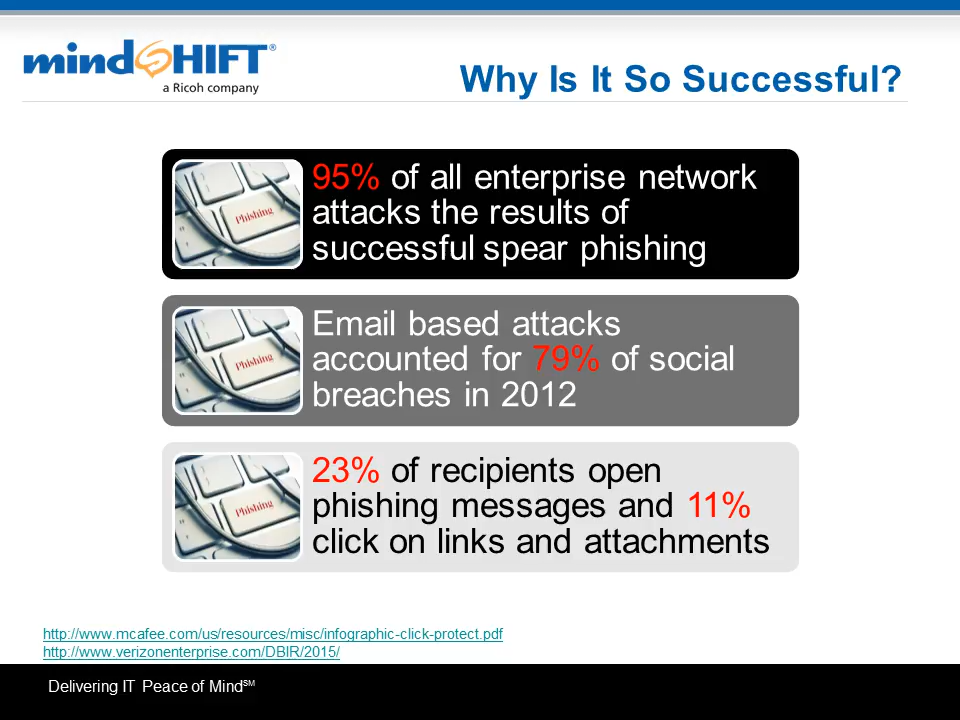 mindSHIFT®
a Ricoh company
Why Is It So Successful?
Phishing
95% of all enterprise network
attacks the results of
successful spear phishing
Phishing
Email based attacks
accounted for 79% of social
breaches in 2012
Phishing
23% of recipients open
phishing messages and 11%
click on links and attachments
http://www.mcafee.com/us/resources/misc/infographic-click-protect.pdf
http://www.verizonenterprise.com/DBIR/2015/
Delivering IT Peace of Mind℠